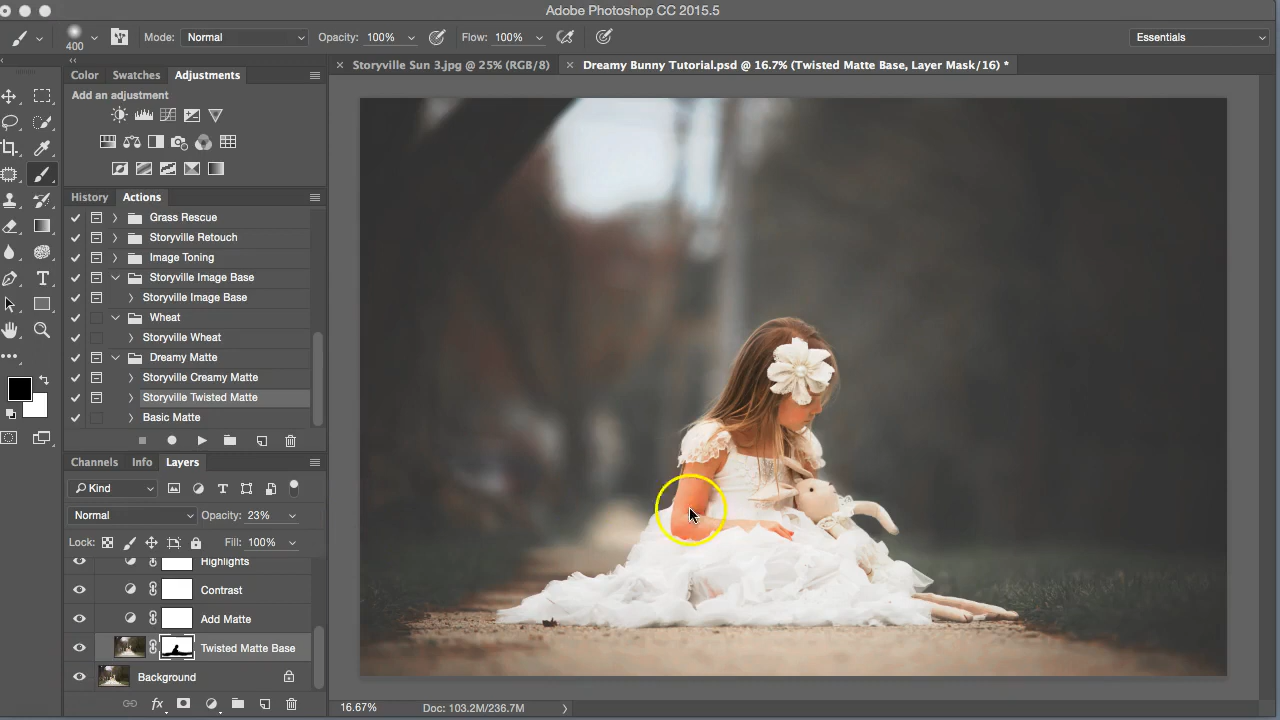 Adobe Photoshop CC 2015.5
400 Mode: Normal Opacity: 100% Flow: 100% Essentials
Storyville Sun 3.jpg @ 25% (RGB/8) Dreamy Bunny Tutorial.psd @ 16.7% (Twisted Matte Base, Layer Mask/16) *
Color Swatches Adjustments
Add an adjustment
History Actions
Grass Rescue
Storyville Retouch
Image Toning
Storyville Image Base
Storyville Image Base
Wheat
Storyville Wheat
Dreamy Matte
Storyville Creamy Matte
Storyville Twisted Matte
Basic Matte
Channels Info Layers
Kind
Normal Opacity: 23%
Lock: Fill: 100%
Highlights
Contrast
Add Matte
Twisted Matte Base
Background
fx
16.67% Doc: 103.2M/236.7M